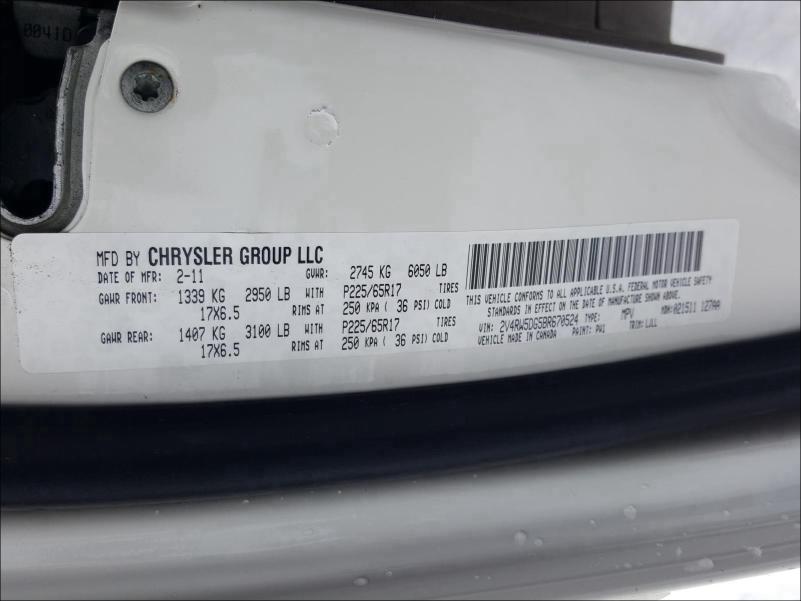 00410
MFD BY CHRYSLER GROUP LLC
DATE OF MFR: 2-11 GVWR: 2745 KG 6050 LB
GAWR FRONT: 1339 KG 2950 LB WITH P225/65R17 TIRES
17X6.5 RIMS AT 250 KPA ( 36 PSI) COLD
GAWR REAR: 1407 KG 3100 LB WITH P225/65R17 TIRES
17X6.5 RIMS AT 250 KPA ( 36 PSI) COLD
THIS VEHICLE CONFORMS TO ALL APPLICABLE U.S.A. FEDERAL MOTOR VEHICLE SAFETY
STANDARDS IN EFFECT ON THE DATE OF MANUFACTURE SHOWN ABOVE.
VIN: 2V4RW5DG5BR670524 TYPE: MPV MDH: 021511 127AA
VEHICLE MADE IN CANADA PAINT: PW1 TRIM: LJLL